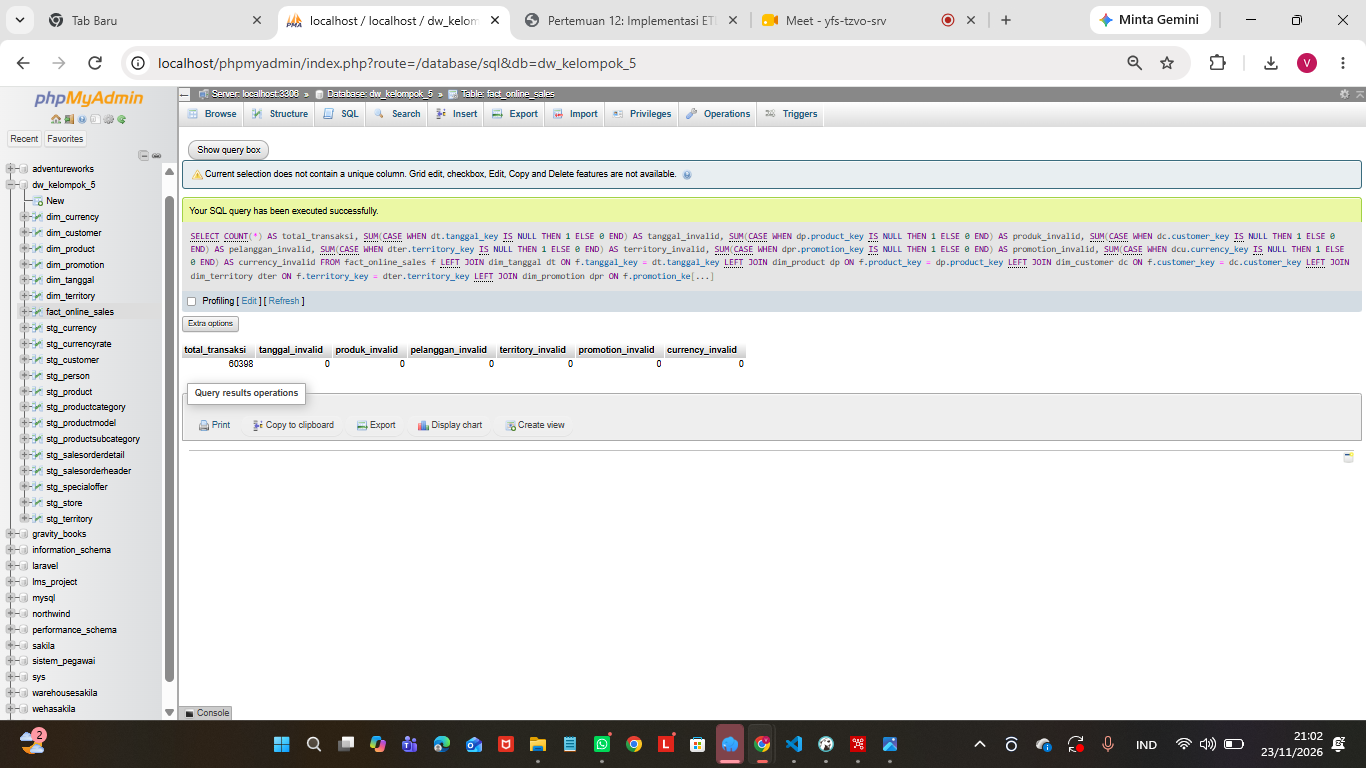 Tab Baru
localhost / localhost / dw_kelom
Pertemuan 12: Implementasi ETL
Meet - yfs-tzvo-srv
Minta Gemini
localhost/phpmyadmin/index.php?route=/database/sql&db=dw_kelompok_5
V
phpMyAdmin
Recent
Favorites
adventureworks
dw_kelompok_5
New
dim_currency
dim_customer
dim_product
dim_promotion
dim_tanggal
dim_territory
fact_online_sales
stg_currency
stg_currencyrate
stg_customer
stg_person
stg_product
stg_productcategory
stg_productmodel
stg_productsubcategory
stg_salesorderdetail
stg_salesorderheader
stg_specialoffer
stg_store
stg_territory
gravity_books
information_schema
laravel
lms_project
mysql
northwind
performance_schema
sakila
sistem_pegawai
sys
warehousesakila
wehasakila
Server: localhost:3306 » Database: dw_kelompok_5 » Table: fact_online_sales
Browse Structure SQL Search Insert Export Import Privileges Operations Triggers
Show query box
Current selection does not contain a unique column. Grid edit, checkbox, Edit, Copy and Delete features are not available.
Your SQL query has been executed successfully.
SELECT COUNT(*) AS total_transaksi, SUM(CASE WHEN dt.tanggal_key IS NULL THEN 1 ELSE 0 END) AS tanggal_invalid, SUM(CASE WHEN dp.product_key IS NULL THEN 1 ELSE 0 END) AS produk_invalid, SUM(CASE WHEN dc.customer_key IS NULL THEN 1 ELSE 0
END) AS pelanggan_invalid, SUM(CASE WHEN dter.territory_key IS NULL THEN 1 ELSE 0 END) AS territory_invalid, SUM(CASE WHEN dpr.promotion_key IS NULL THEN 1 ELSE 0 END) AS promotion_invalid, SUM(CASE WHEN dcu.currency_key IS NULL THEN 1 ELSE
0 END) AS currency_invalid FROM fact_online_sales f LEFT JOIN dim_tanggal dt ON f.tanggal_key = dt.tanggal_key LEFT JOIN dim_product dp ON f.product_key = dp.product_key LEFT JOIN dim_customer dc ON f.customer_key = dc.customer_key LEFT JOIN
dim_territory dter ON f.territory_key = dter.territory_key LEFT JOIN dim_promotion dpr ON f.promotion_ke[...]
Profiling [ Edit ] [ Refresh ]
Extra options
total_transaksi tanggal_invalid produk_invalid pelanggan_invalid territory_invalid promotion_invalid currency_invalid
60398 0 0 0 0 0 0
Query results operations
Print Copy to clipboard Export Display chart Create view
Console
2
IND
21:02
23/11/2026